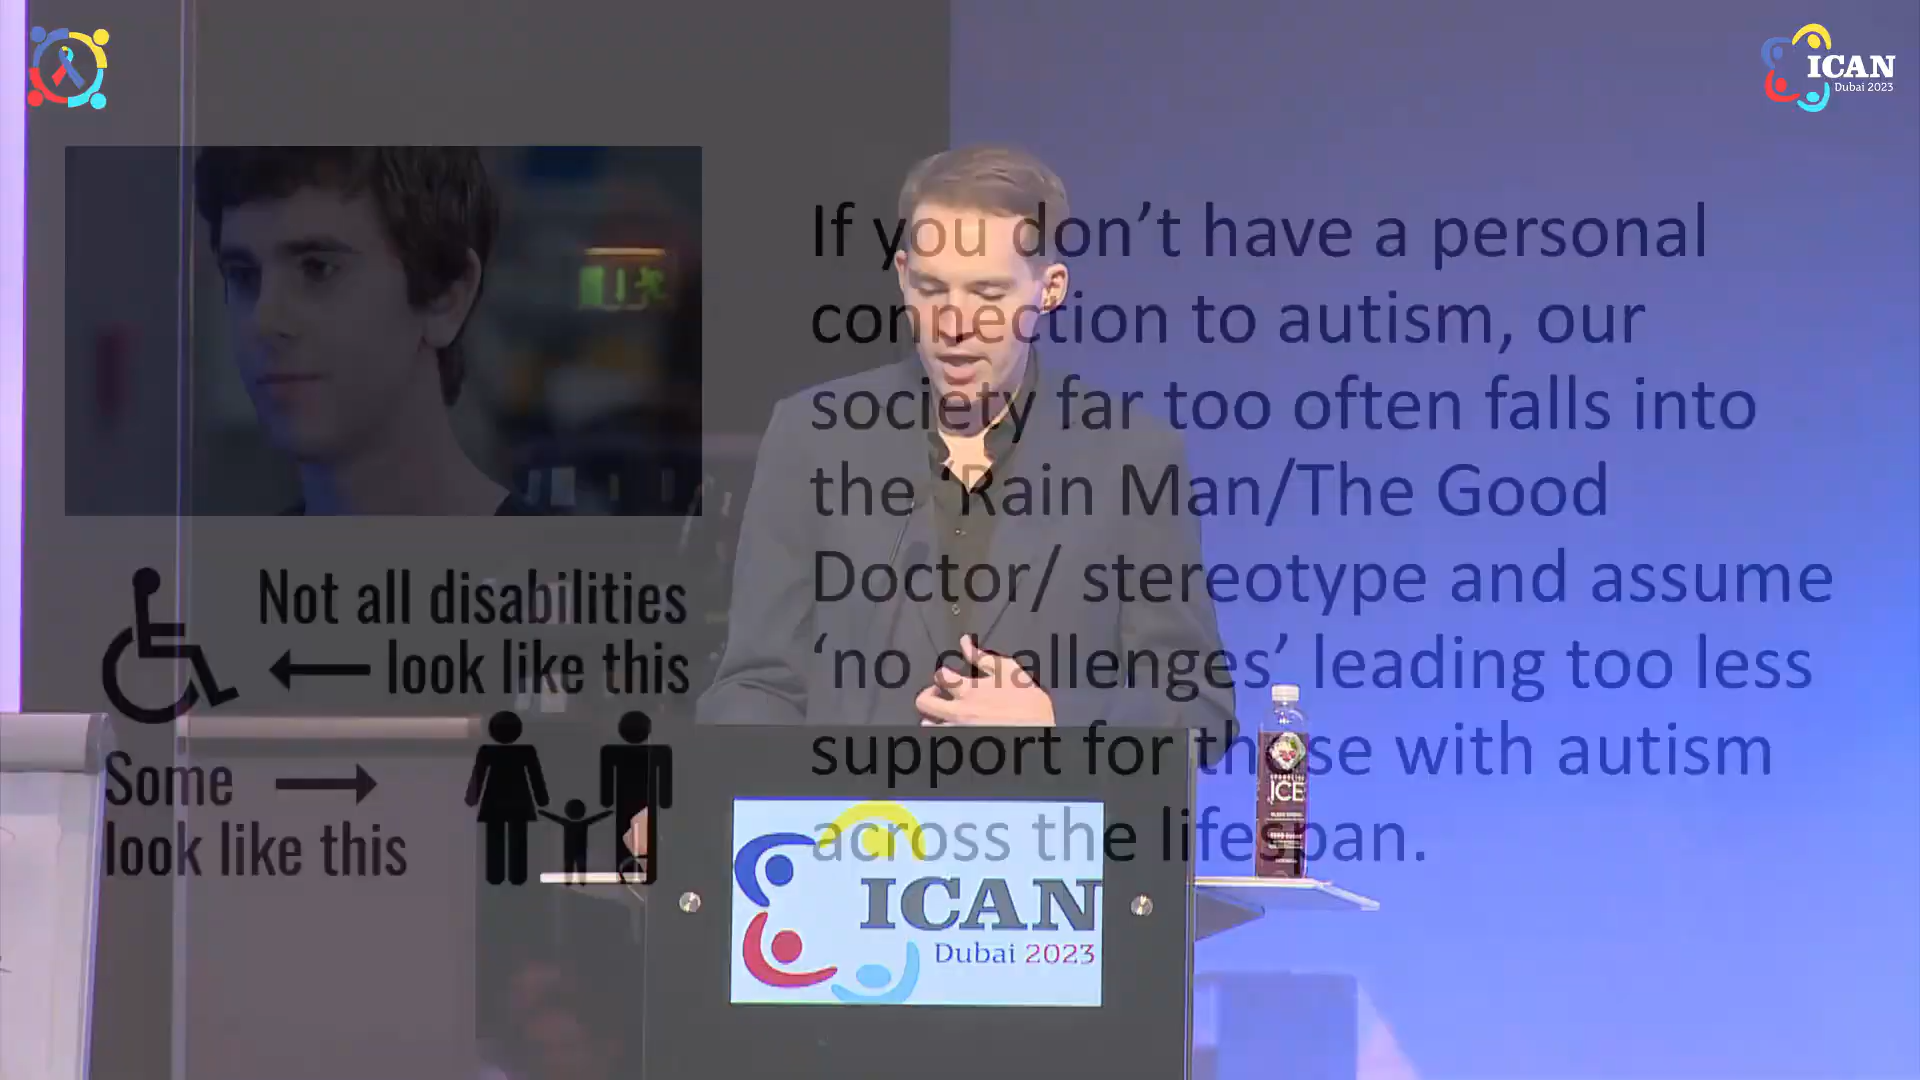 ICAN
Dubai 2023
If you don’t have a personal
connection to autism, our
society far too often falls into
the ‘Rain Man/The Good
Doctor/ stereotype and assume
‘no challenges’ leading too less
support for those with autism
across the lifespan.
Not all disabilities
look like this
Some
look like this
ICE
ICAN
Dubai 2023